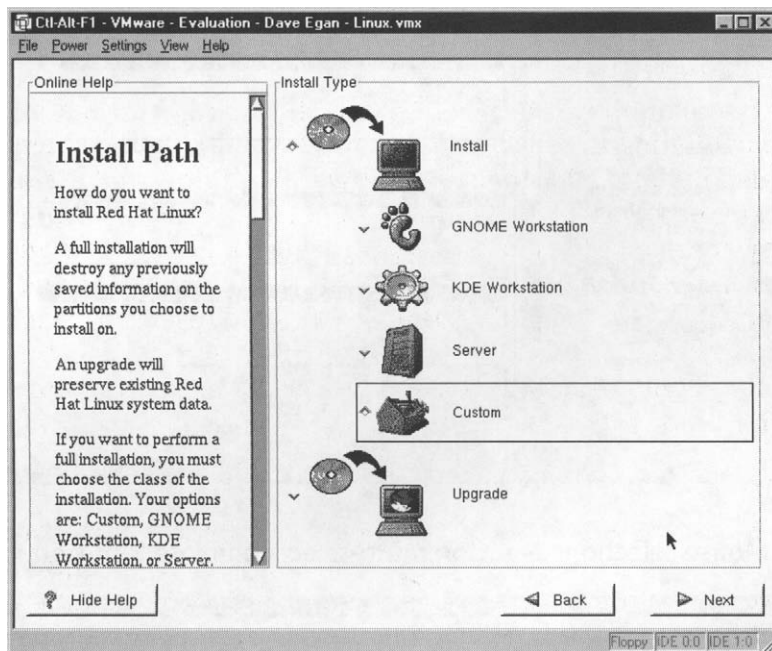 Ctl-Alt-F1 - VMware - Evaluation - Dave Egan - Linux.vmx
File Power Settings View Help
Online Help
Install Path
How do you want to
install Red Hat Linux?
A full installation will
destroy any previously
saved information on the
partitions you choose to
install on.
An upgrade will
preserve existing Red
Hat Linux system data.
If you want to perform a
full installation, you must
choose the class of the
installation. Your options
are: Custom, GNOME
Workstation, KDE
Workstation, or Server.
Hide Help
Install Type
Install
GNOME Workstation
KDE Workstation
Server
Custom
Upgrade
Back
Next
Floppy IDE 0:0 IDE 1:0